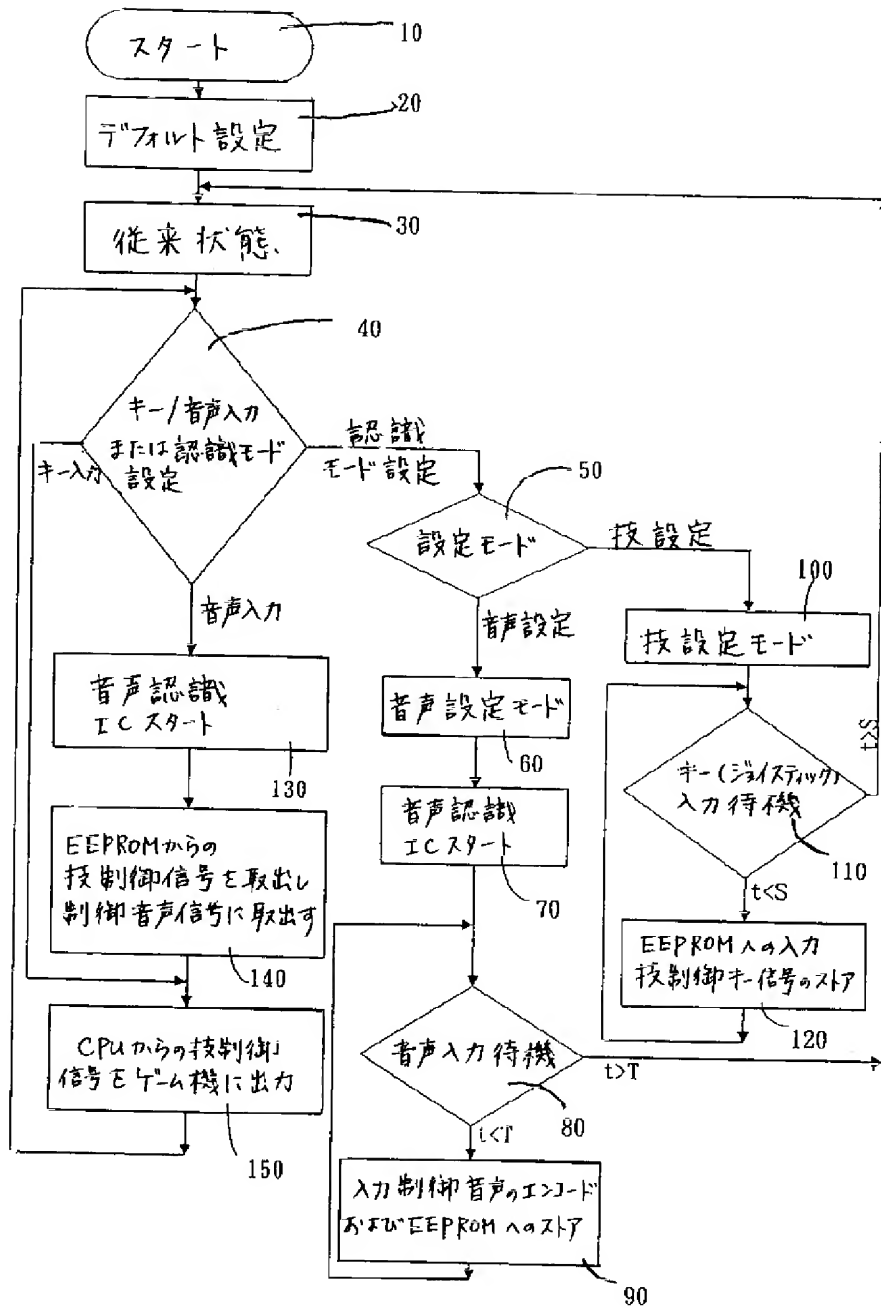 スタート
10
デフォルト設定
20
従来状態
30
40
キー/音声入力
または認識モード
設定
キー入力
認識
モード設定
音声入力
50
設定モード
技設定
音声設定
100
技設定モード
音声認識
ICスタート
130
音声設定モード
60
キー(ジョイスティック)
入力待機
110
t>S
t<S
音声認識
ICスタート
70
EEPROMからの
技制御信号を取出し
制御音声信号に取出す
140
EEPROMへの入力
技制御キー信号のストア
120
CPUからの技制御
信号をゲーム機に出力
150
音声入力待機
80
t>T
t<T
入力制御音声のエンコード
およびEEPROMへのストア
90